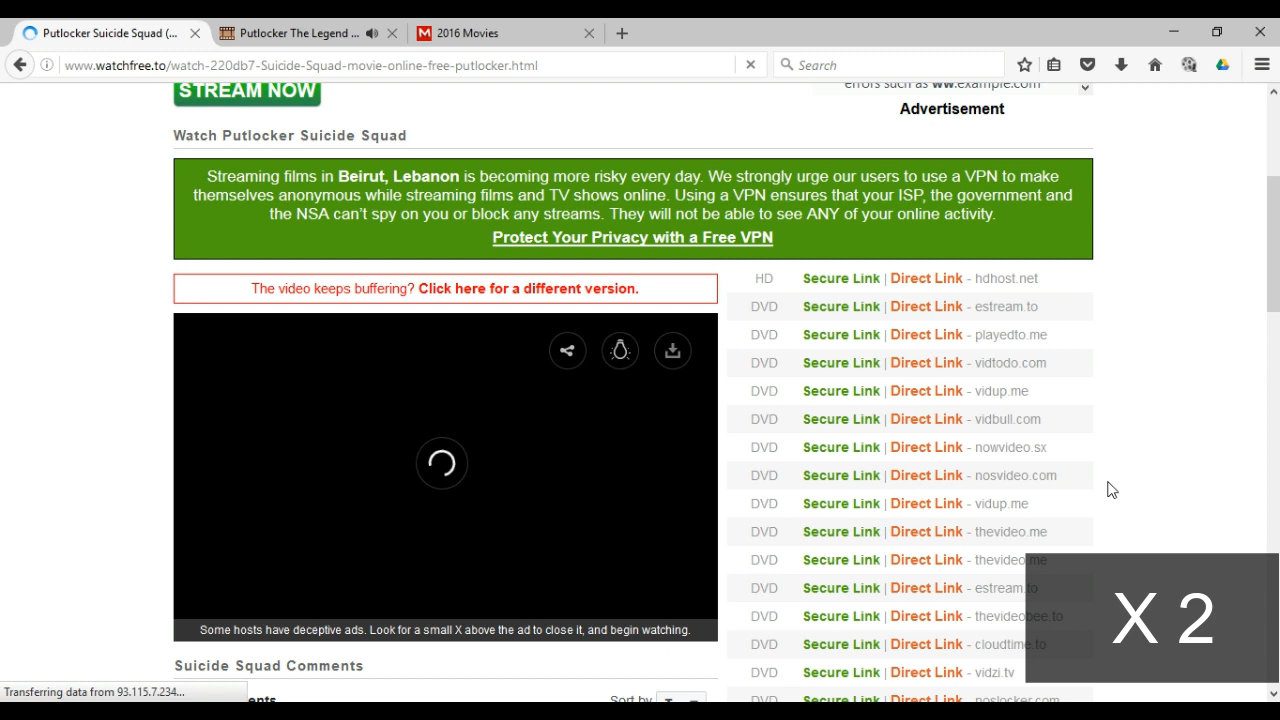 Putlocker Suicide Squad (...
Putlocker The Legend ...
2016 Movies
www.watchfree.to/watch-220db7-Suicide-Squad-movie-online-free-putlocker.html
Search
STREAM NOW
errors such as ww.example.com
Advertisement
Watch Putlocker Suicide Squad
Streaming films in Beirut, Lebanon is becoming more risky every day. We strongly urge our users to use a VPN to make
themselves anonymous while streaming films and TV shows online. Using a VPN ensures that your ISP, the government and
the NSA can't spy on you or block any streams. They will not be able to see ANY of your online activity.
Protect Your Privacy with a Free VPN
The video keeps buffering? Click here for a different version.
Some hosts have deceptive ads. Look for a small X above the ad to close it, and begin watching.
HD Secure Link | Direct Link - hdhost.net
DVD Secure Link | Direct Link - estream.to
DVD Secure Link | Direct Link - playedto.me
DVD Secure Link | Direct Link - vidtodo.com
DVD Secure Link | Direct Link - vidup.me
DVD Secure Link | Direct Link - vidbull.com
DVD Secure Link | Direct Link - nowvideo.sx
DVD Secure Link | Direct Link - nosvideo.com
DVD Secure Link | Direct Link - vidup.me
DVD Secure Link | Direct Link - thevideo.me
DVD Secure Link | Direct Link - thevideo.me
DVD Secure Link | Direct Link - estream.to
DVD Secure Link | Direct Link - thevideobee.to
DVD Secure Link | Direct Link - cloudtime.to
DVD Secure Link | Direct Link - vidzi.tv
DVD Secure Link | Direct Link - noslocker.com
X 2
Suicide Squad Comments
Sort by
Transferring data from 93.115.7.234...